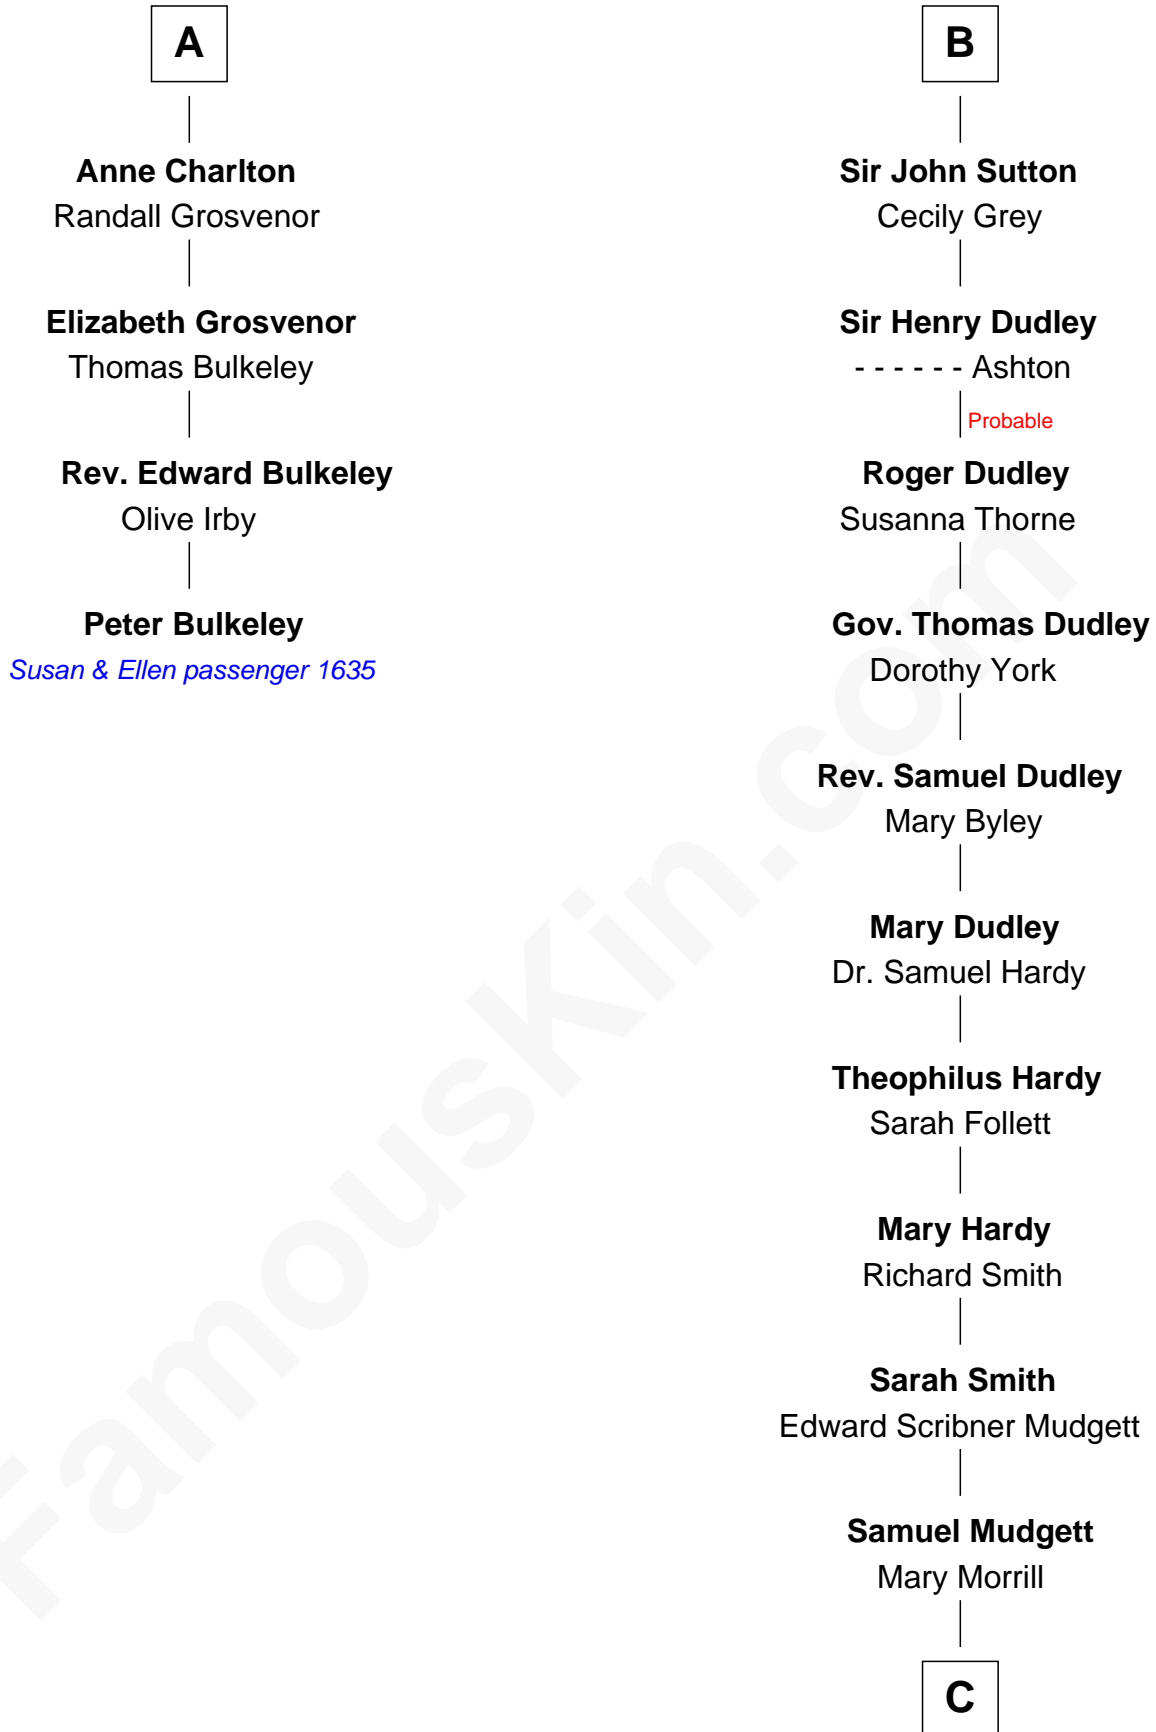 A
Anne Charlton
Randall Grosvenor
Elizabeth Grosvenor
Thomas Bulkeley
Rev. Edward Bulkeley
Olive Irby
Peter Bulkeley
Susan & Ellen passenger 1635
B
Sir John Sutton
Cecily Grey
Sir Henry Dudley
- - - - - - Ashton
Probable
Roger Dudley
Susanna Thorne
Gov. Thomas Dudley
Dorothy York
Rev. Samuel Dudley
Mary Byley
Mary Dudley
Dr. Samuel Hardy
Theophilus Hardy
Sarah Follett
Mary Hardy
Richard Smith
Sarah Smith
Edward Scribner Mudgett
Samuel Mudgett
Mary Morrill
C
FamousKin.com